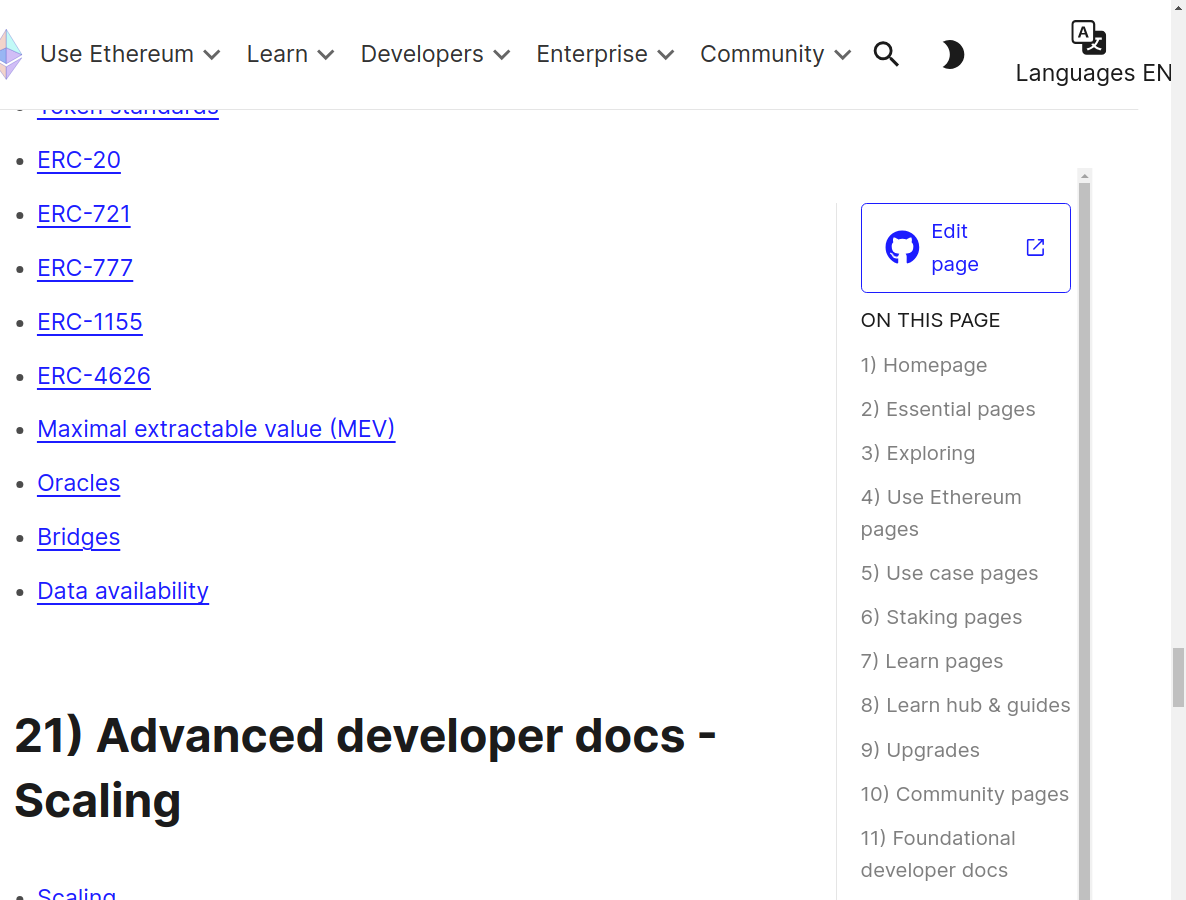 Use Ethereum Learn Developers Enterprise Community
Languages EN
Token standards
ERC-20
ERC-721
ERC-777
ERC-1155
ERC-4626
Maximal extractable value (MEV)
Oracles
Bridges
Data availability
21) Advanced developer docs -
Scaling
Scaling
Edit
page
ON THIS PAGE
1) Homepage
2) Essential pages
3) Exploring
4) Use Ethereum
pages
5) Use case pages
6) Staking pages
7) Learn pages
8) Learn hub & guides
9) Upgrades
10) Community pages
11) Foundational
developer docs